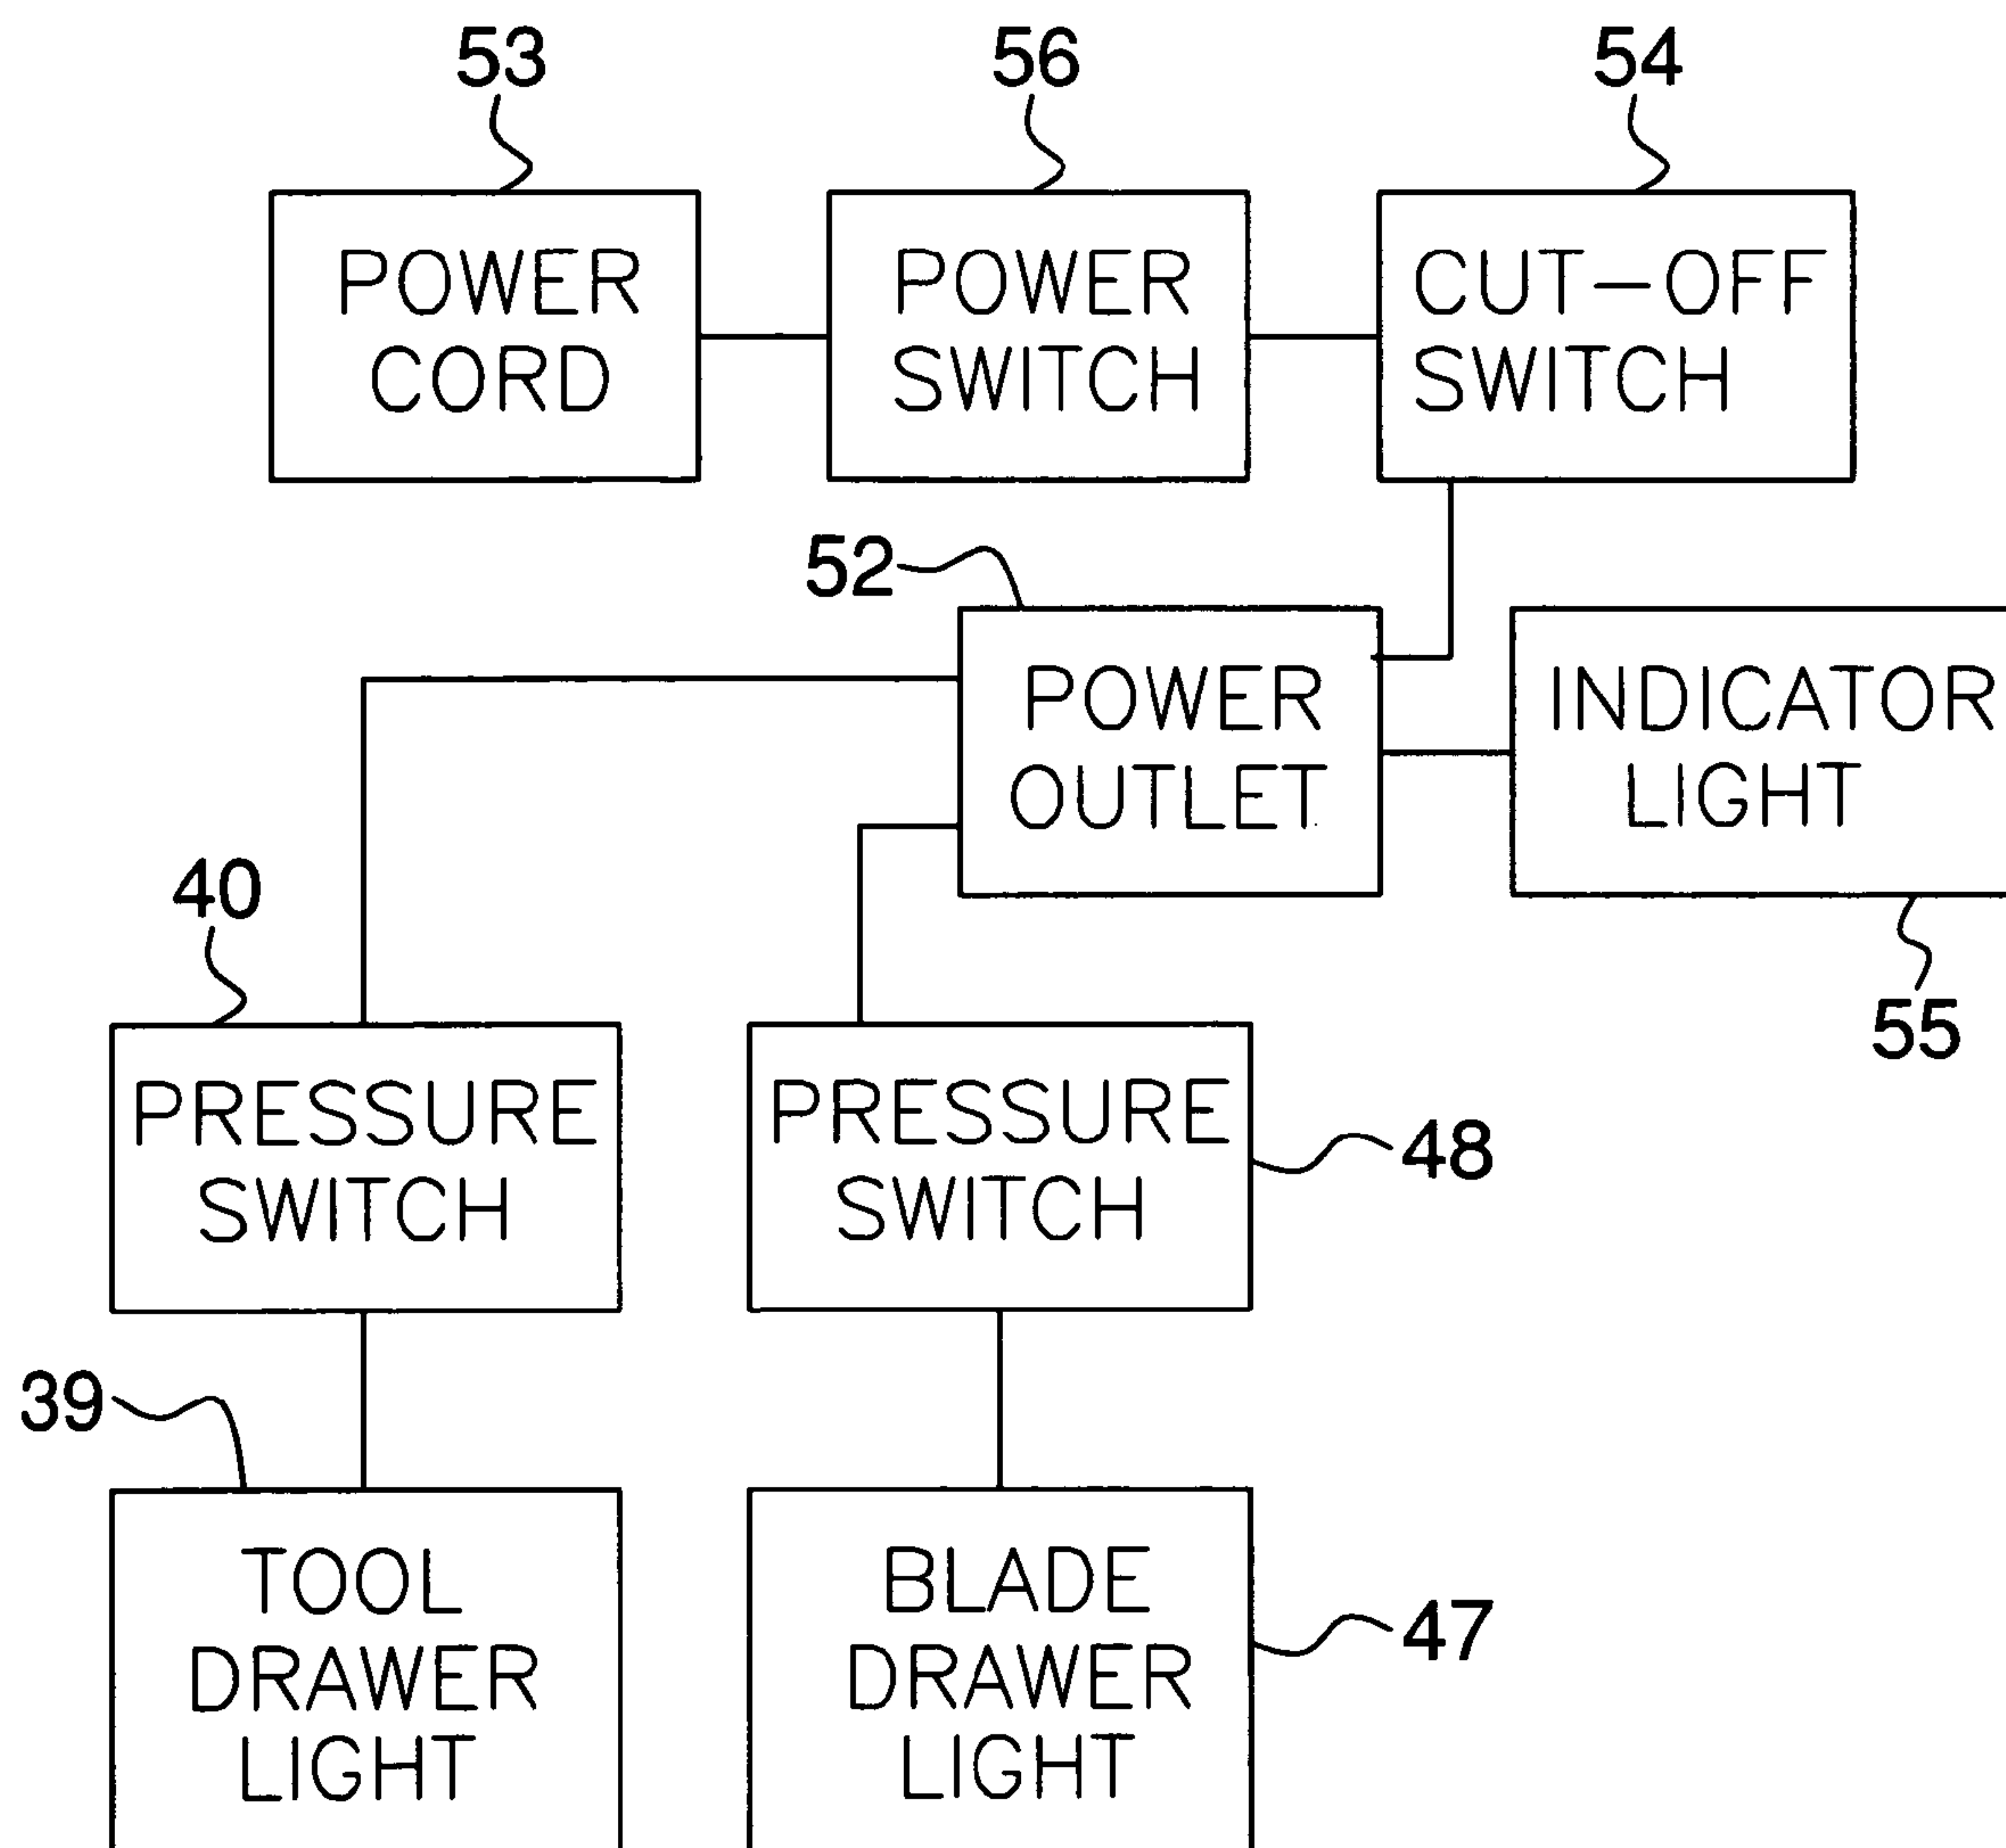 53
56
54
POWER
CORD
POWER
SWITCH
CUT-OFF
SWITCH
52
POWER
OUTLET
INDICATOR
LIGHT
55
40
PRESSURE
SWITCH
PRESSURE
SWITCH
48
39
TOOL
DRAWER
LIGHT
BLADE
DRAWER
LIGHT
47